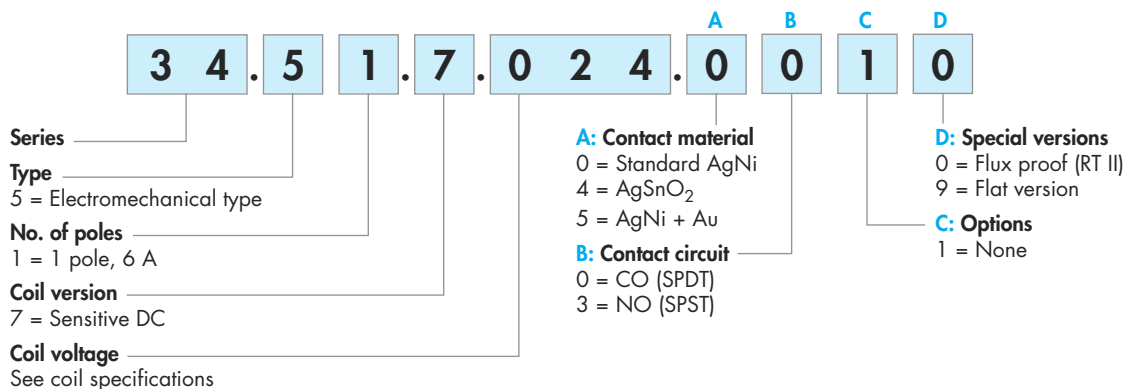 A B C D
3 4 . 5 1 . 7 . 0 2 4 . 0 0 1 0
Series
Type
5 = Electromechanical type
No. of poles
1 = 1 pole, 6 A
Coil version
7 = Sensitive DC
Coil voltage
See coil specifications
A: Contact material
0 = Standard AgNi
4 = AgSnO2
5 = AgNi + Au
B: Contact circuit
0 = CO (SPDT)
3 = NO (SPST)
D: Special versions
0 = Flux proof (RT II)
9 = Flat version
C: Options
1 = None